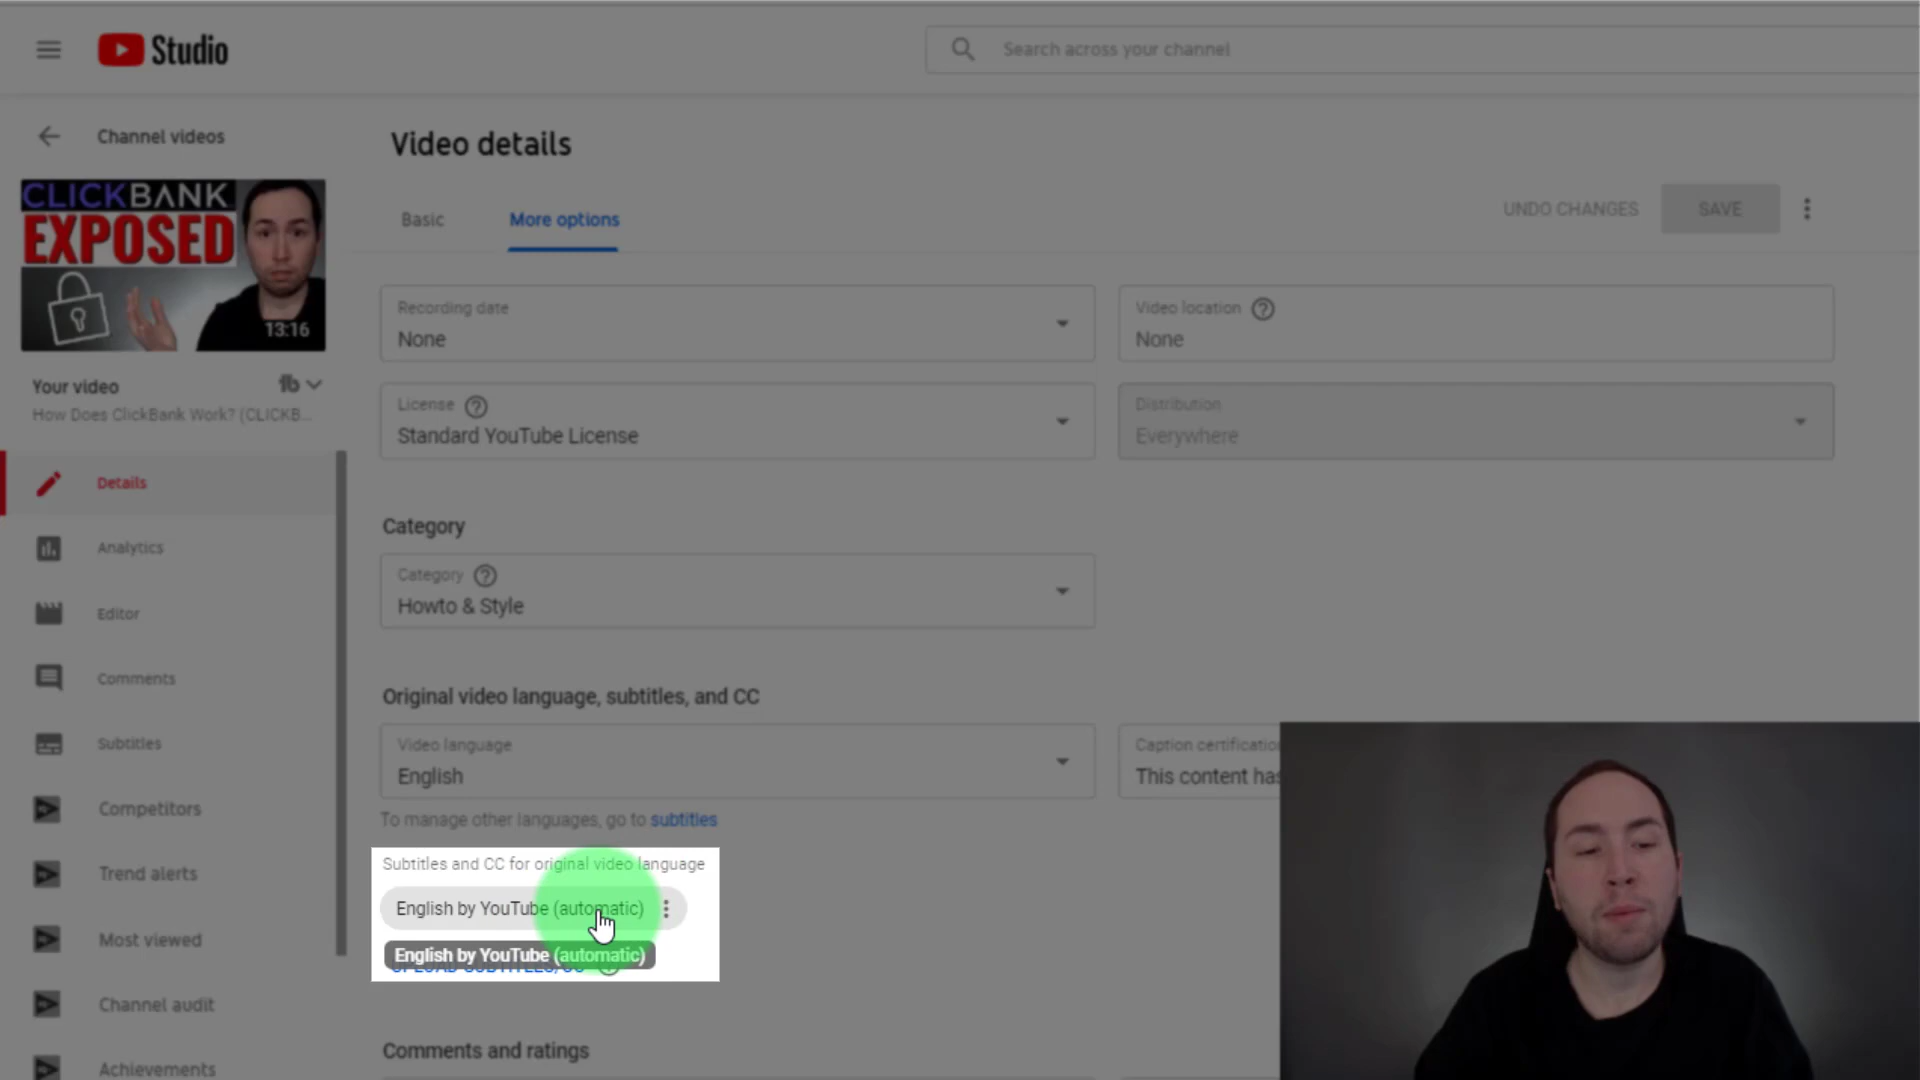 Studio
Search across your channel
Channel videos
CLICKBANK
EXPOSED
13:16
Your video
How Does ClickBank Work? (CLICKB...
Details
Analytics
Editor
Comments
Subtitles
Competitors
Trend alerts
Most viewed
Channel audit
Achievements
Video details
Basic
More options
UNDO CHANGES
SAVE
Recording date
None
Video location
None
License
Standard YouTube License
Distribution
Everywhere
Category
Category
Howto & Style
Original video language, subtitles, and CC
Video language
English
Caption certification
This content has
To manage other languages, go to subtitles
Subtitles and CC for original video language
English by YouTube (automatic)
English by YouTube (automatic)
UPLOAD SUBTITLES/CC
Comments and ratings